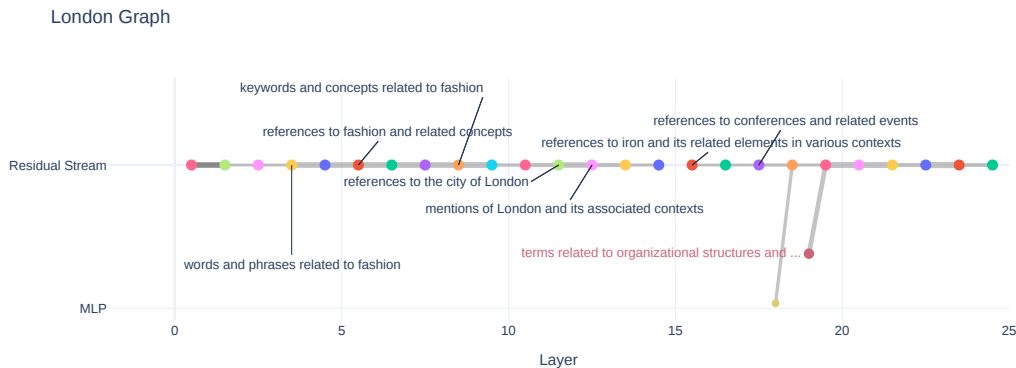 London Graph
keywords and concepts related to fashion
references to conferences and related events
references to fashion and related concepts
references to iron and its related elements in various contexts
Residual Stream
references to the city of London
mentions of London and its associated contexts
terms related to organizational structures and ...
words and phrases related to fashion
MLP
0 5 10 15 20 25
Layer